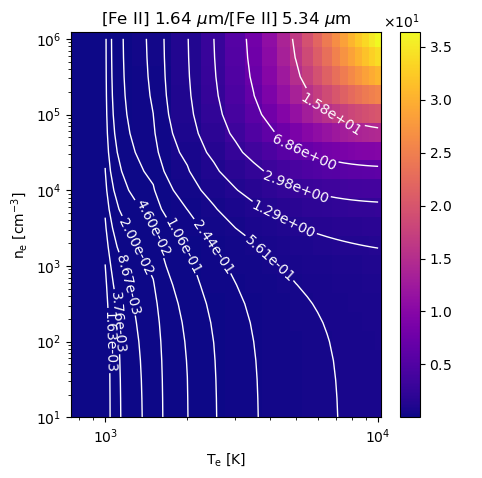 [Fe II] 1.64 μm/[Fe II] 5.34 μm
×10¹
3.5
3.0
2.5
2.0
1.5
1.0
0.5
10⁶
10⁵
10⁴
10³
10²
10¹
nₑ [cm⁻³]
1.58e+01
6.86e+00
2.98e+00
1.29e+00
5.61e-01
2.44e-01
1.06e-01
4.60e-02
2.00e-02
8.67e-03
3.76e-03
1.63e-03
10³
10⁴
Tₑ [K]